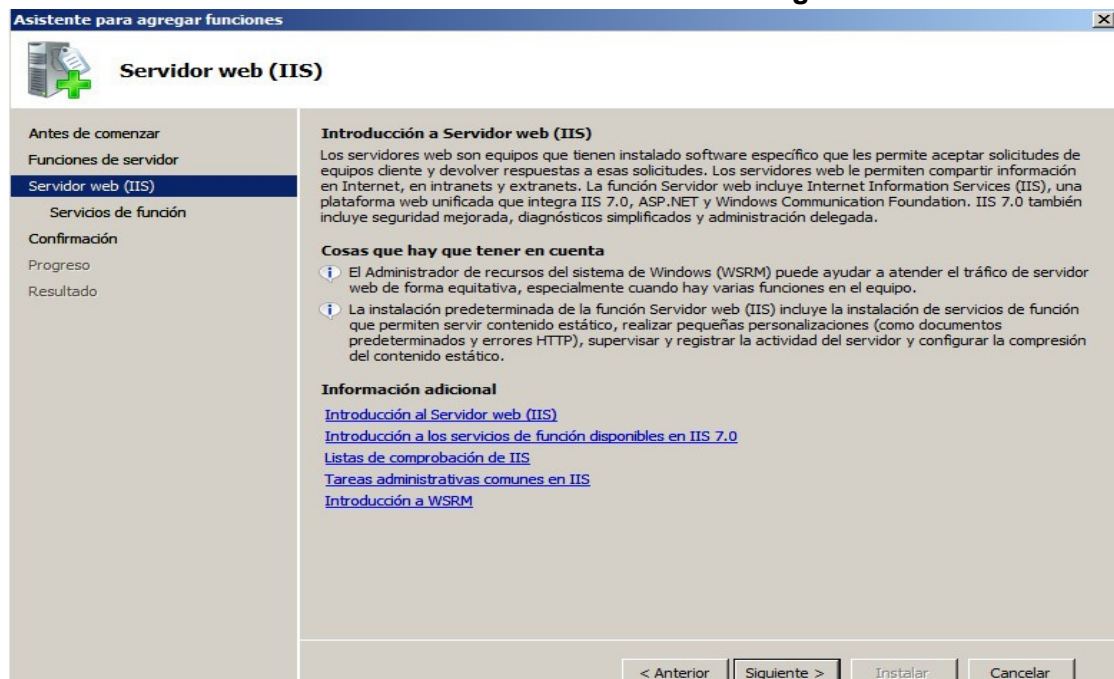 Asistente para agregar funciones
Servidor web (IIS)
Antes de comenzar
Funciones de servidor
Servidor web (IIS)
Servicios de función
Confirmación
Progreso
Resultado
Introducción a Servidor web (IIS)
Los servidores web son equipos que tienen instalado software específico que les permite aceptar solicitudes de
equipos cliente y devolver respuestas a esas solicitudes. Los servidores web le permiten compartir información
en Internet, en intranets y extranets. La función Servidor web incluye Internet Information Services (IIS), una
plataforma web unificada que integra IIS 7.0, ASP.NET y Windows Communication Foundation. IIS 7.0 también
incluye seguridad mejorada, diagnósticos simplificados y administración delegada.
Cosas que hay que tener en cuenta
El Administrador de recursos del sistema de Windows (WSRM) puede ayudar a atender el tráfico de servidor
web de forma equitativa, especialmente cuando hay varias funciones en el equipo.
La instalación predeterminada de la función Servidor web (IIS) incluye la instalación de servicios de función
que permiten servir contenido estático, realizar pequeñas personalizaciones (como documentos
predeterminados y errores HTTP), supervisar y registrar la actividad del servidor y configurar la compresión
del contenido estático.
Información adicional
Introducción al Servidor web (IIS)
Introducción a los servicios de función disponibles en IIS 7.0
Listas de comprobación de IIS
Tareas administrativas comunes en IIS
Introducción a WSRM
< Anterior
Siguiente >
Instalar
Cancelar